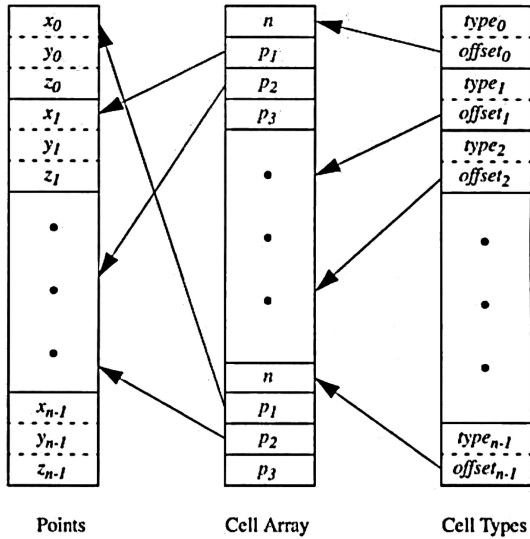 x0 n type0
y0 p1 offset0
z0 p2 type1
x1 p3 offset1
y1 type2
z1 offset2
n
xn-1 p1
yn-1 p2 typen-1
zn-1 p3 offsetn-1
Points Cell Array Cell Types